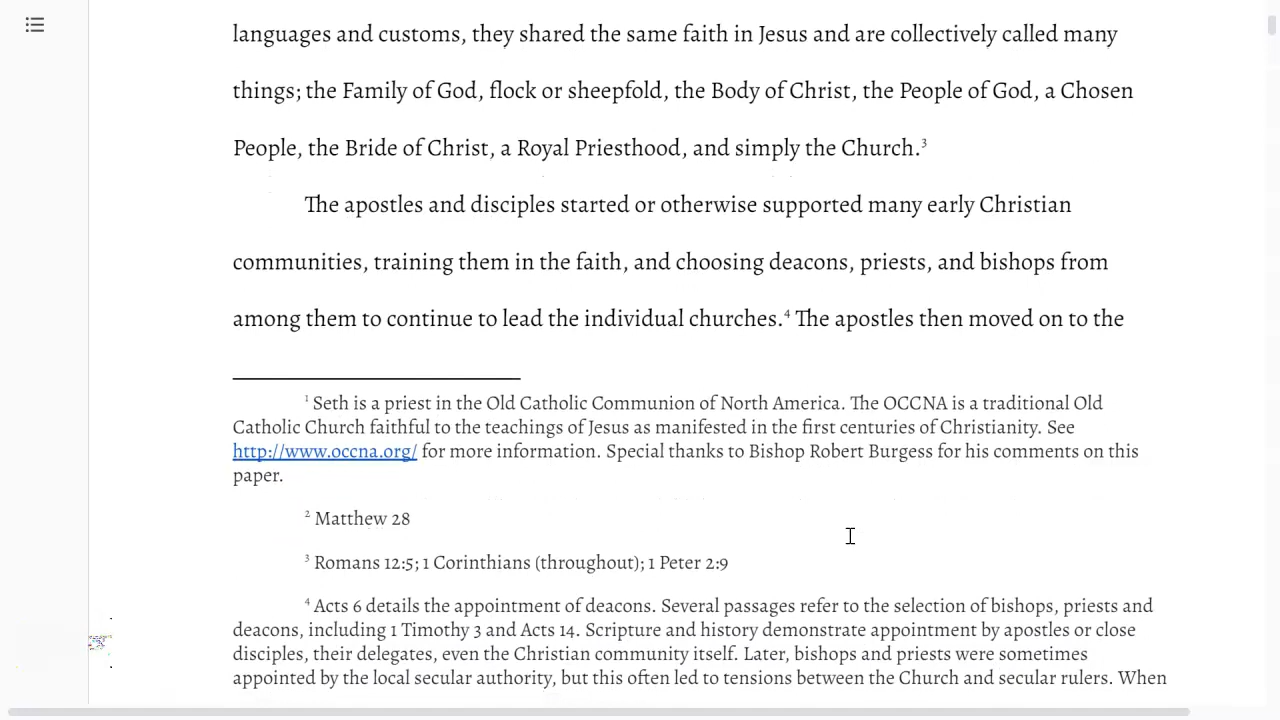 languages and customs, they shared the same faith in Jesus and are collectively called many
things; the Family of God, flock or sheepfold, the Body of Christ, the People of God, a Chosen
People, the Bride of Christ, a Royal Priesthood, and simply the Church.³
The apostles and disciples started or otherwise supported many early Christian
communities, training them in the faith, and choosing deacons, priests, and bishops from
among them to continue to lead the individual churches.⁴ The apostles then moved on to the
¹ Seth is a priest in the Old Catholic Communion of North America. The OCCNA is a traditional Old
Catholic Church faithful to the teachings of Jesus as manifested in the first centuries of Christianity. See
http://www.occna.org/ for more information. Special thanks to Bishop Robert Burgess for his comments on this
paper.
² Matthew 28
³ Romans 12:5; 1 Corinthians (throughout); 1 Peter 2:9
⁴ Acts 6 details the appointment of deacons. Several passages refer to the selection of bishops, priests and
deacons, including 1 Timothy 3 and Acts 14. Scripture and history demonstrate appointment by apostles or close
disciples, their delegates, even the Christian community itself. Later, bishops and priests were sometimes
appointed by the local secular authority, but this often led to tensions between the Church and secular rulers. When